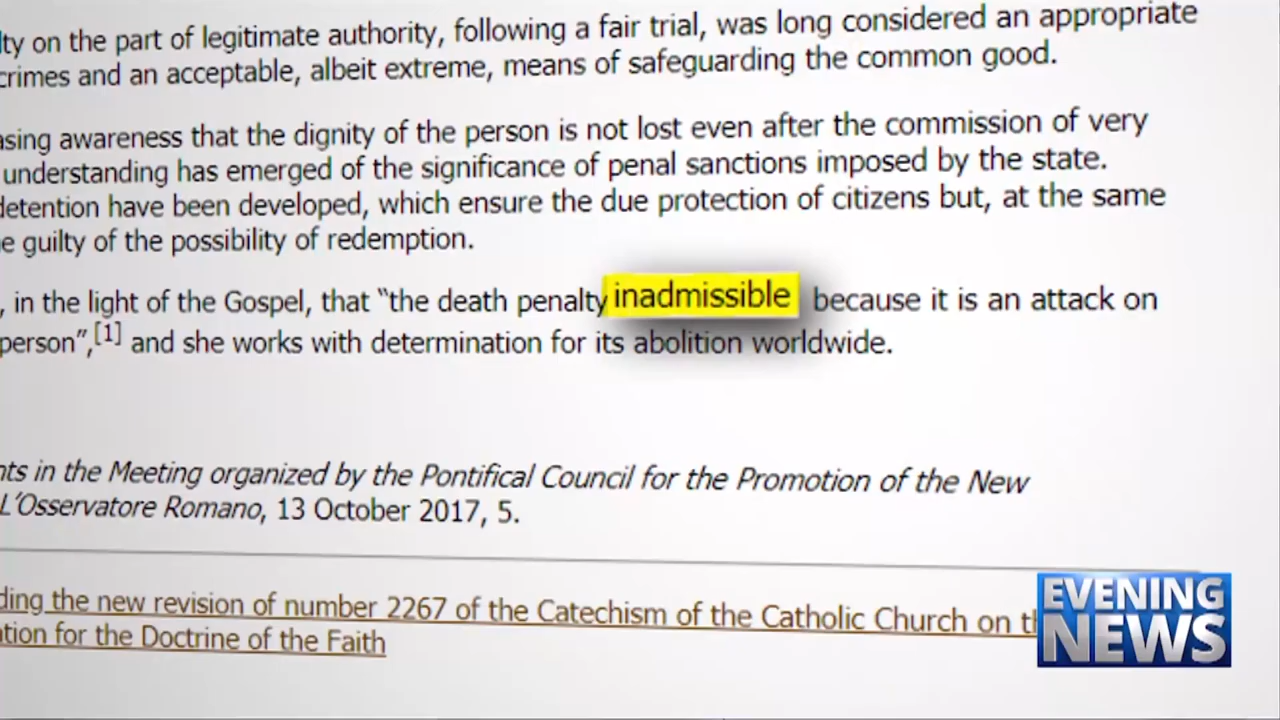 lty on the part of legitimate authority, following a fair trial, was long considered an appropriate
crimes and an acceptable, albeit extreme, means of safeguarding the common good.
asing awareness that the dignity of the person is not lost even after the commission of very
understanding has emerged of the significance of penal sanctions imposed by the state.
detention have been developed, which ensure the due protection of citizens but, at the same
e guilty of the possibility of redemption.
, in the light of the Gospel, that “the death penalty inadmissible because it is an attack on
person”,[1] and she works with determination for its abolition worldwide.
nts in the Meeting organized by the Pontifical Council for the Promotion of the New
L’Osservatore Romano, 13 October 2017, 5.
ding the new revision of number 2267 of the Catechism of the Catholic Church on th
ation for the Doctrine of the Faith
EVENING
NEWS